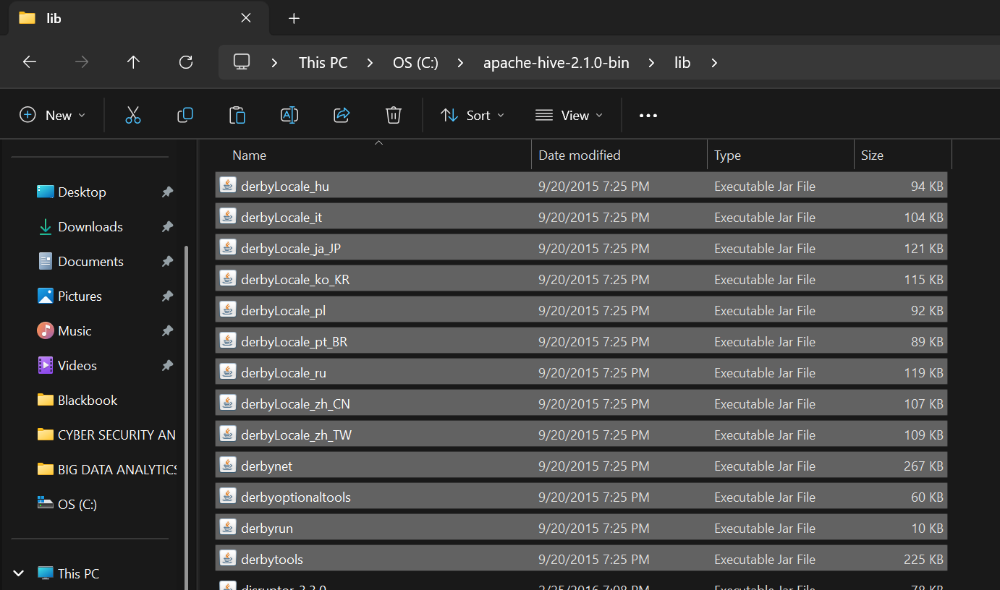 lib
This PC OS (C:) apache-hive-2.1.0-bin lib
New Sort View
Name Date modified Type Size
Desktop
Downloads
Documents
Pictures
Music
Videos
Blackbook
CYBER SECURITY AN
BIG DATA ANALYTICS
OS (C:)
This PC
derbyLocale_hu 9/20/2015 7:25 PM Executable Jar File 94 KB
derbyLocale_it 9/20/2015 7:25 PM Executable Jar File 104 KB
derbyLocale_ja_JP 9/20/2015 7:25 PM Executable Jar File 121 KB
derbyLocale_ko_KR 9/20/2015 7:25 PM Executable Jar File 115 KB
derbyLocale_pl 9/20/2015 7:25 PM Executable Jar File 92 KB
derbyLocale_pt_BR 9/20/2015 7:25 PM Executable Jar File 89 KB
derbyLocale_ru 9/20/2015 7:25 PM Executable Jar File 119 KB
derbyLocale_zh_CN 9/20/2015 7:25 PM Executable Jar File 107 KB
derbyLocale_zh_TW 9/20/2015 7:25 PM Executable Jar File 109 KB
derbynet 9/20/2015 7:25 PM Executable Jar File 267 KB
derbyoptionaltools 9/20/2015 7:25 PM Executable Jar File 60 KB
derbyrun 9/20/2015 7:25 PM Executable Jar File 10 KB
derbytools 9/20/2015 7:25 PM Executable Jar File 225 KB
Executable Jar File